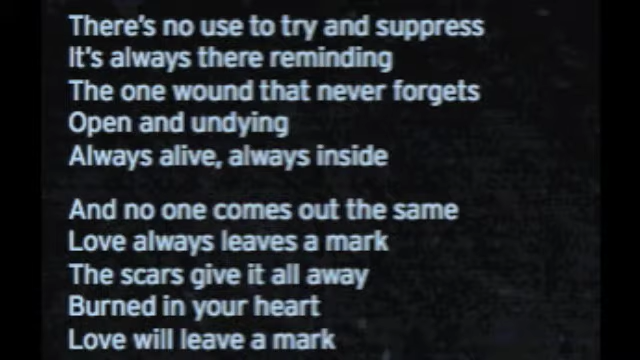 There's no use to try and suppress
It's always there reminding
The one wound that never forgets
Open and undying
Always alive, always inside
And no one comes out the same
Love always leaves a mark
The scars give it all away
Burned in your heart
Love will leave a mark